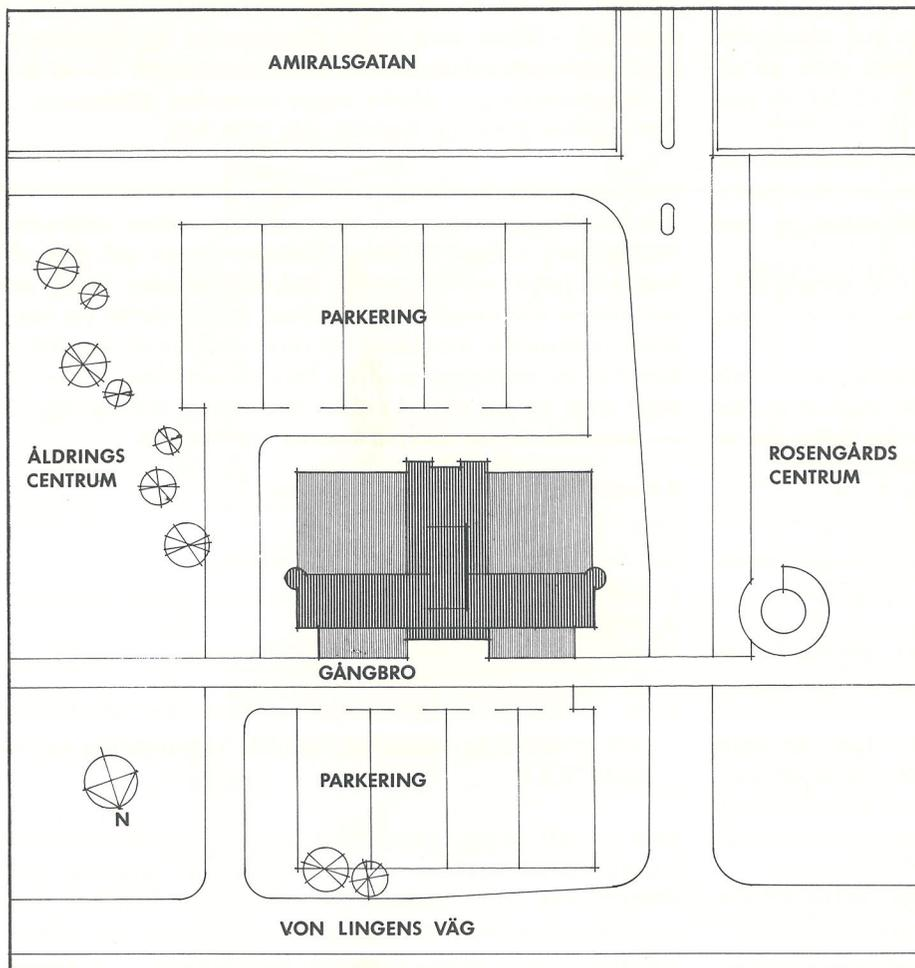 AMIRALSGATAN
PARKERING
ÅLDRINGS
CENTRUM
ROSENGÅRDS
CENTRUM
GÅNGBRO
PARKERING
N
VON LINGENS VÄG